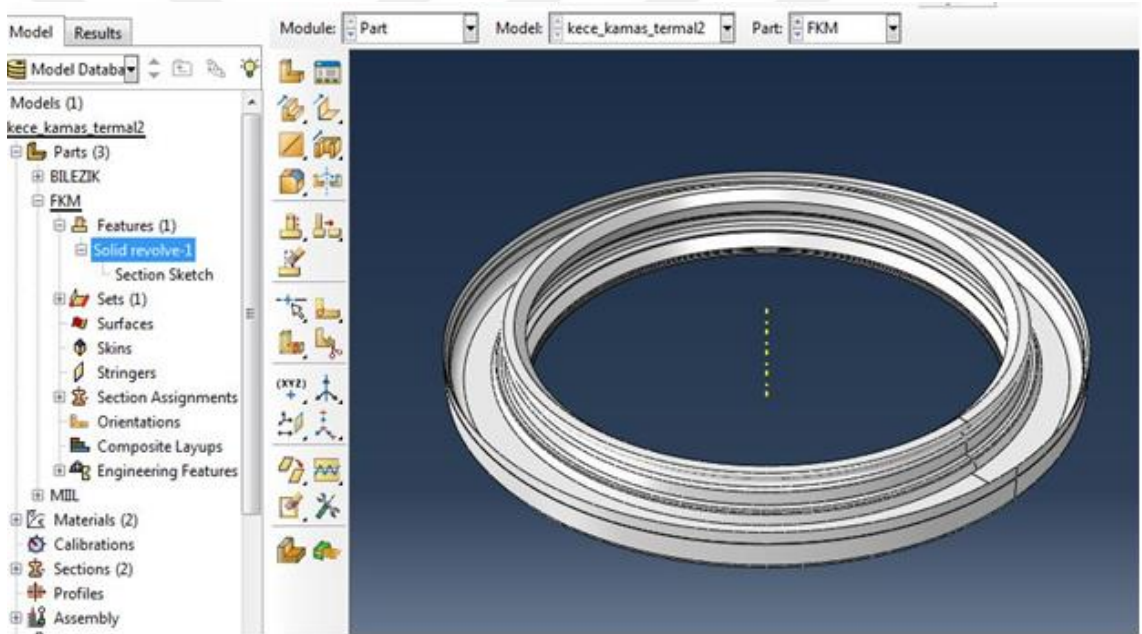 Model Results
Module: Part Model: kece_kamas_termal2 Part: FKM
Model Databa
Models (1)
kece_kamas_termal2
Parts (3)
BILEZIK
FKM
Features (1)
Solid revolve-1
Section Sketch
Sets (1)
Surfaces
Skins
Stringers
Section Assignments
Orientations
Composite Layups
Engineering Features
MIIL
Materials (2)
Calibrations
Sections (2)
Profiles
Assembly
(XYZ)